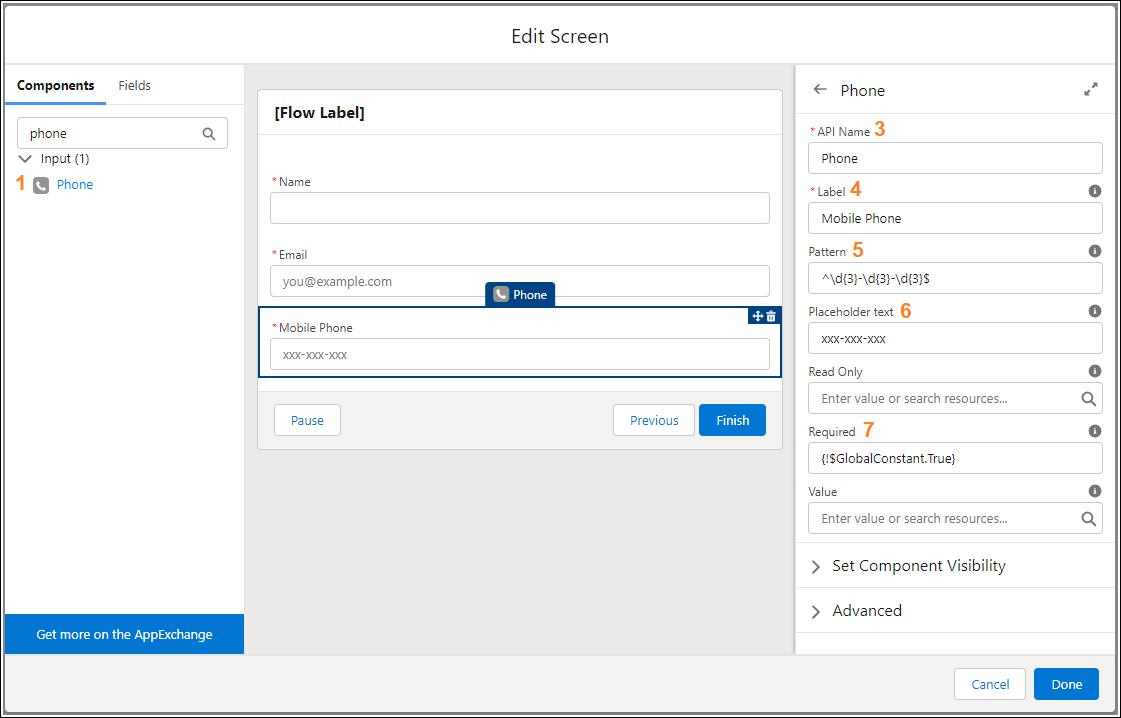 Edit Screen
Components Fields
phone
Input (1)
1 Phone
Get more on the AppExchange
[Flow Label]
*Name
*Email
you@example.com
Phone
*Mobile Phone
xxx-xxx-xxx
Pause Previous Finish
Phone
*API Name 3
Phone
*Label 4
Mobile Phone
Pattern 5
^\d{3}-\d{3}-\d{3}$
Placeholder text 6
xxx-xxx-xxx
Read Only
Enter value or search resources...
Required 7
{!$GlobalConstant.True}
Value
Enter value or search resources...
Set Component Visibility
Advanced
Cancel Done